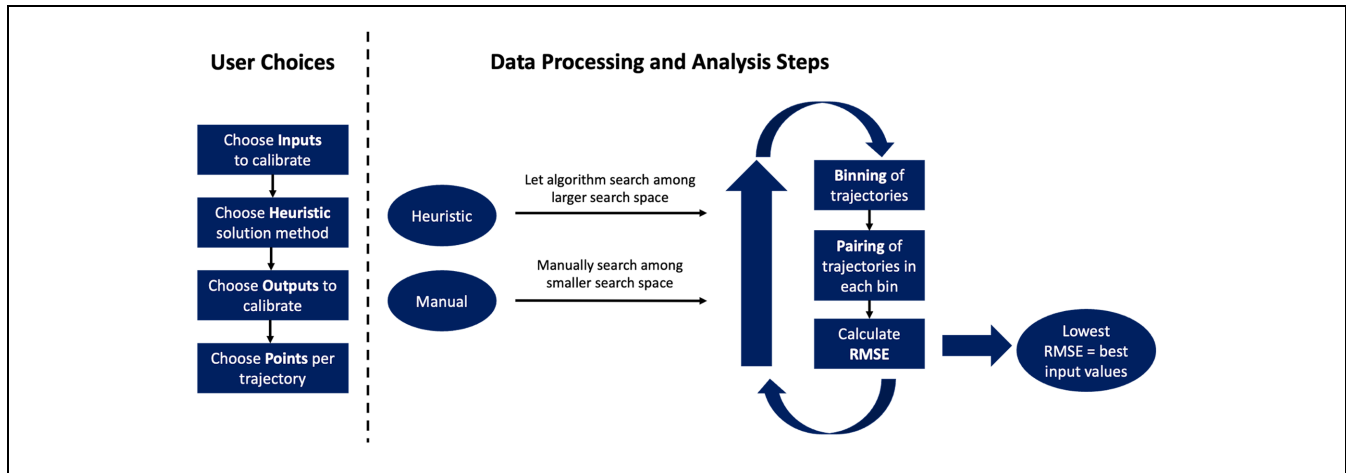 User Choices
Choose Inputs
to calibrate
Choose Heuristic
solution method
Choose Outputs to
calibrate
Choose Points per
trajectory
Data Processing and Analysis Steps
Heuristic
Let algorithm search among
larger search space
Manual
Manually search among
smaller search space
Binning of
trajectories
Pairing of
trajectories in
each bin
Calculate
RMSE
Lowest
RMSE = best
input values